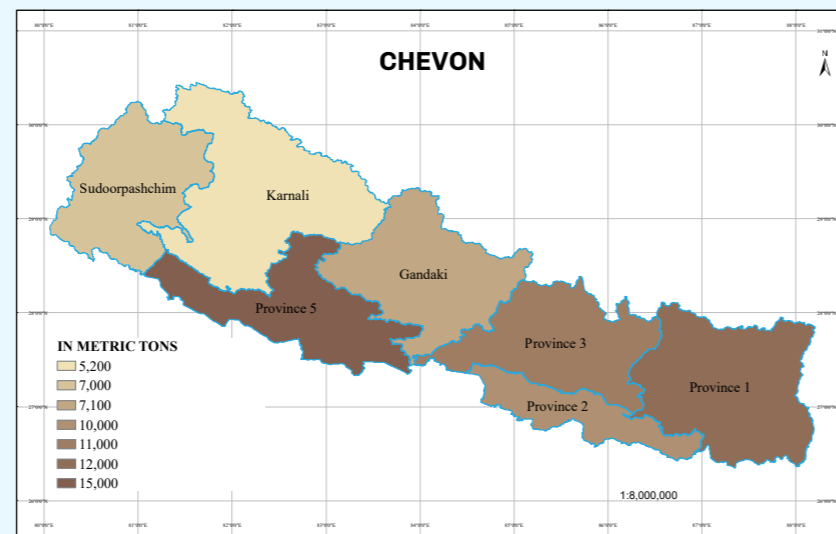 CHEVON
N
Sudoorpashchim
Karnali
Gandaki
Province 5
Province 3
Province 1
Province 2
IN METRIC TONS
5,200
7,000
7,100
10,000
11,000
12,000
15,000
1:8,000,000